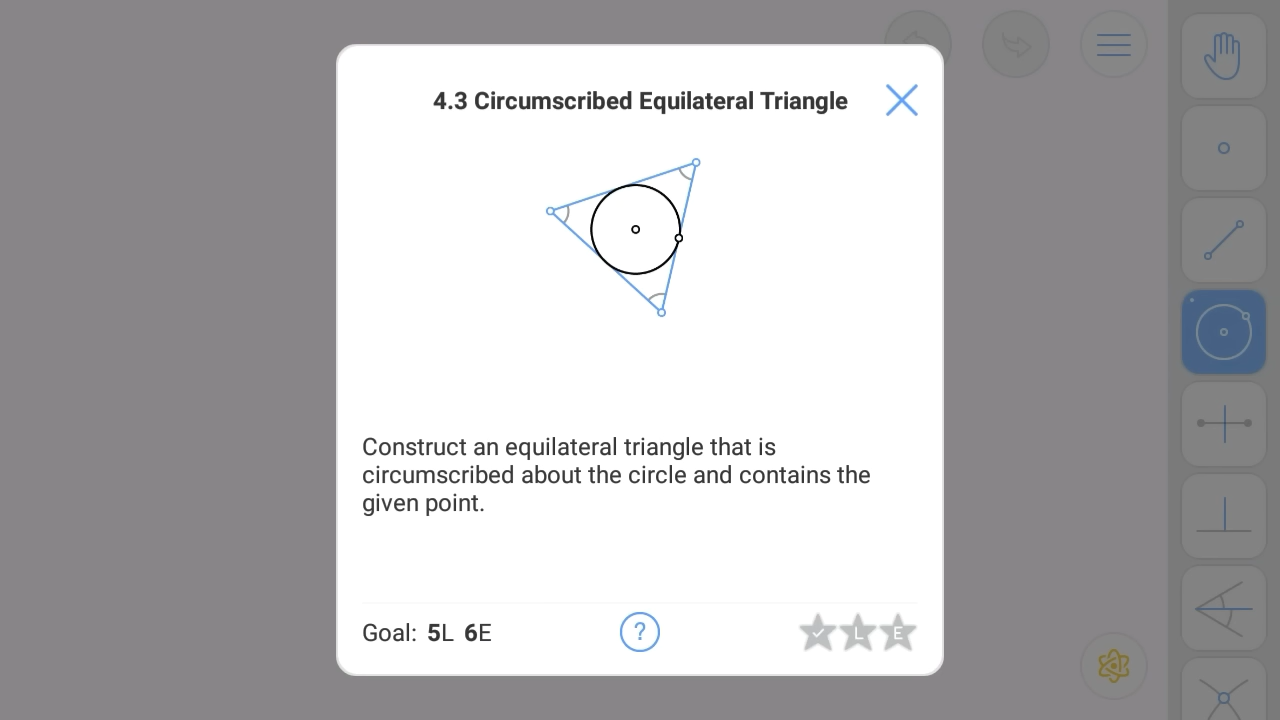 4.3 Circumscribed Equilateral Triangle
Construct an equilateral triangle that is
circumscribed about the circle and contains the
given point.
Goal: 5L 6E
?
L E